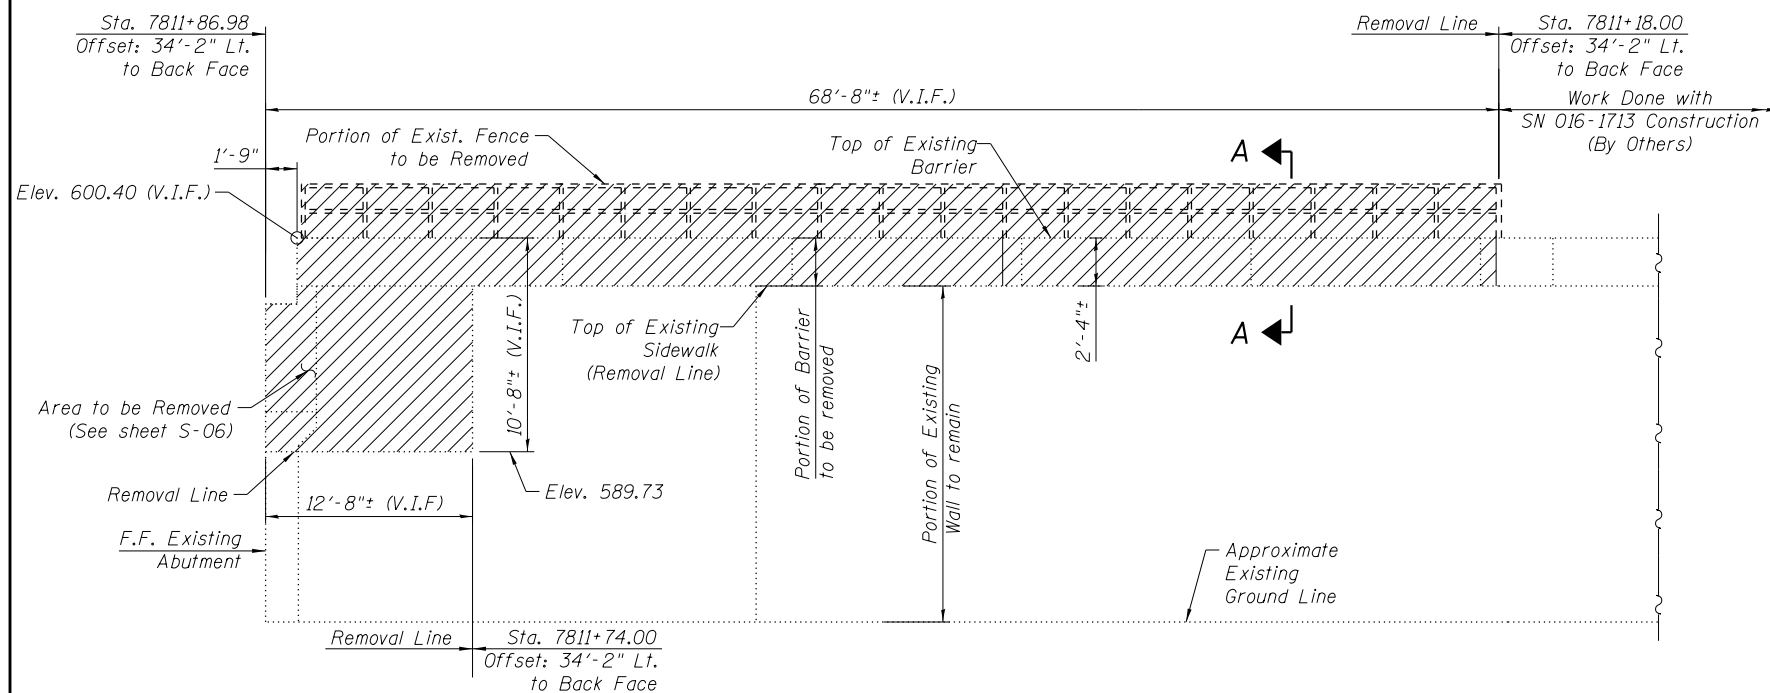 Sta. 7811+86.98
Offset: 34'-2" Lt.
to Back Face
Removal Line
Sta. 7811+18.00
Offset: 34'-2" Lt.
to Back Face
68'-8"± (V.I.F.)
Work Done with
SN 016-1713 Construction
(By Others)
Portion of Exist. Fence
to be Removed
Top of Existing
Barrier
A
1'-9"
Elev. 600.40 (V.I.F.)
10'-8"± (V.I.F.)
Top of Existing
Sidewalk
(Removal Line)
Portion of Barrier
to be removed
2'-4"±
A
Portion of Existing
Wall to remain
Area to be Removed
(See sheet S-06)
Removal Line
Elev. 589.73
12'-8"± (V.I.F)
F.F. Existing
Abutment
Approximate
Existing
Ground Line
Removal Line
Sta. 7811+74.00
Offset: 34'-2" Lt.
to Back Face